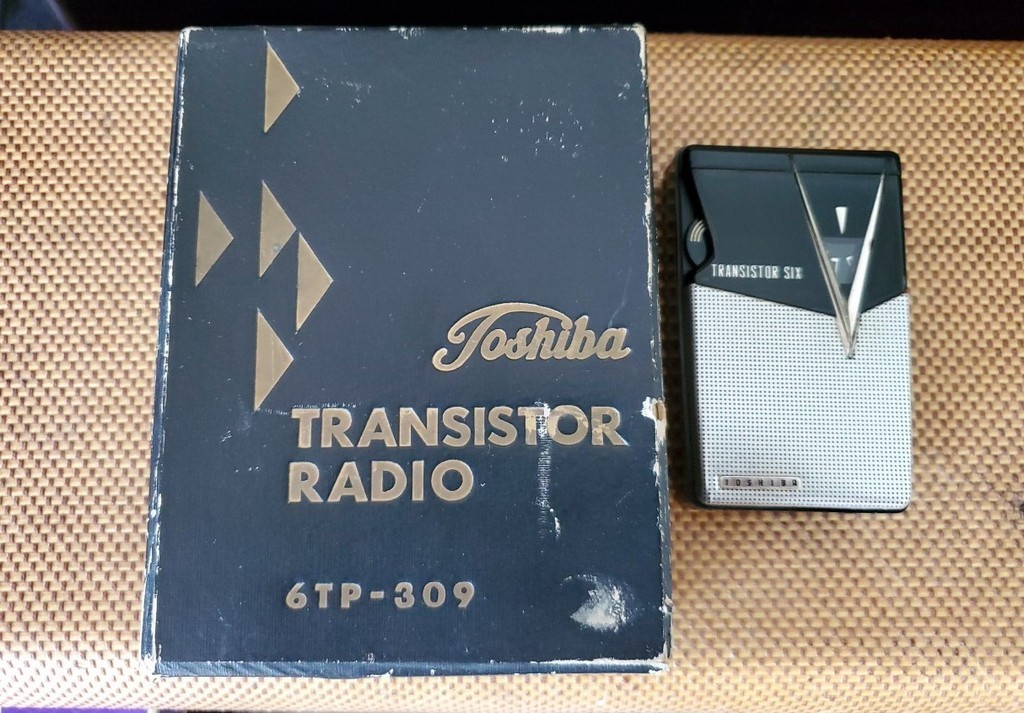 Toshiba
TRANSISTOR
RADIO
6TP-309
TRANSISTOR SIX
TOSHIBA